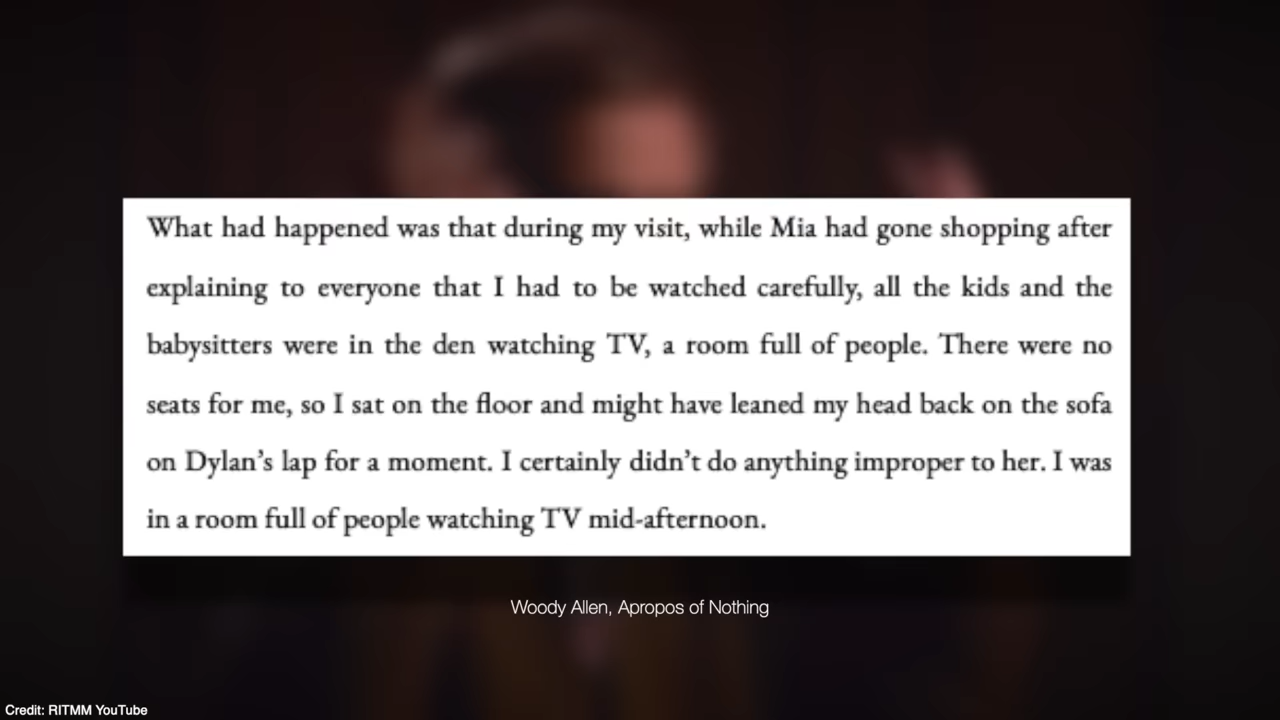 What had happened was that during my visit, while Mia had gone shopping after
explaining to everyone that I had to be watched carefully, all the kids and the
babysitters were in the den watching TV, a room full of people. There were no
seats for me, so I sat on the floor and might have leaned my head back on the sofa
on Dylan’s lap for a moment. I certainly didn’t do anything improper to her. I was
in a room full of people watching TV mid-afternoon.
Woody Allen, Apropos of Nothing
Credit: RITMM YouTube